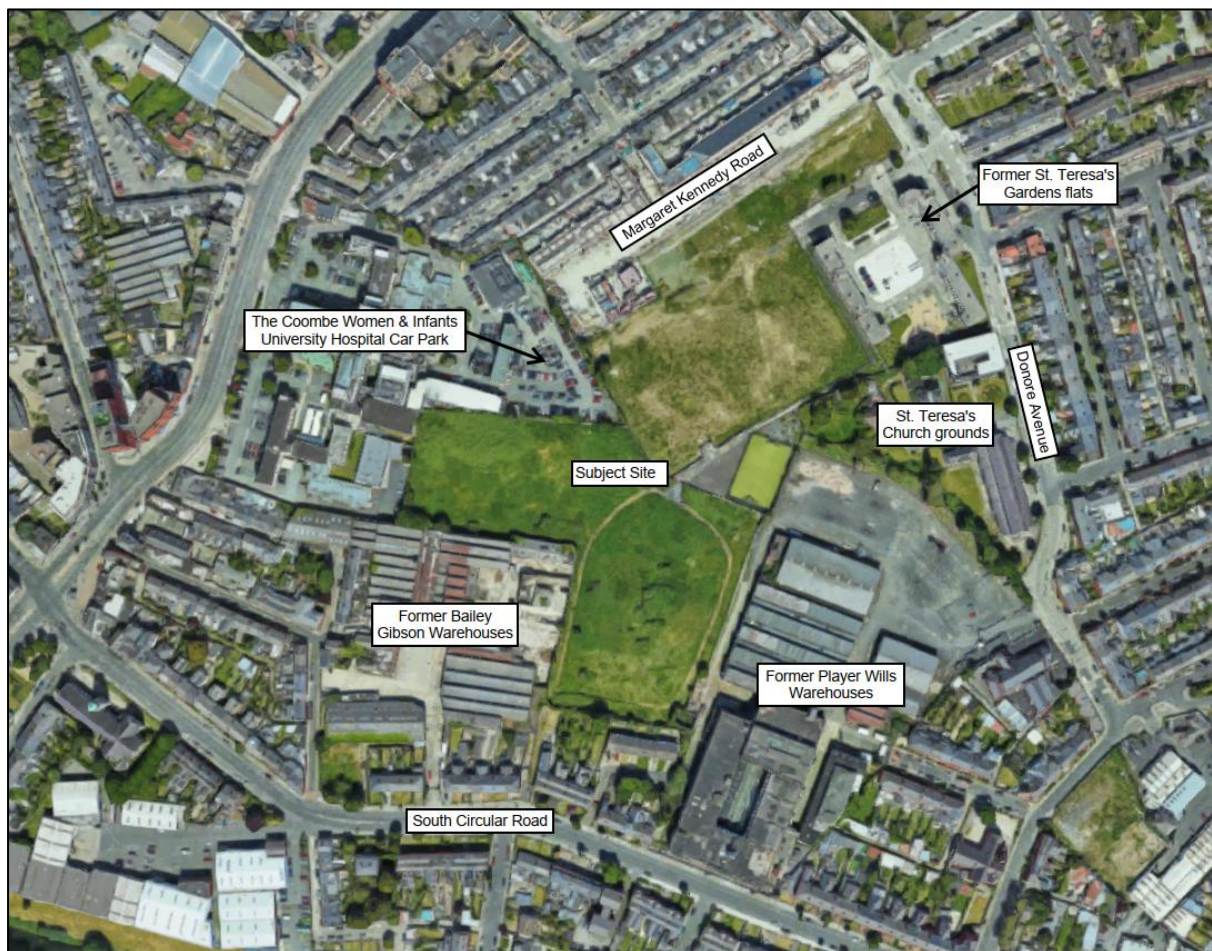 Margaret Kennedy Road
Former St. Teresa's
Gardens flats
The Coombe Women & Infants
University Hospital Car Park
Donore Avenue
St. Teresa's
Church grounds
Subject Site
Former Bailey
Gibson Warehouses
Former Player Wills
Warehouses
South Circular Road